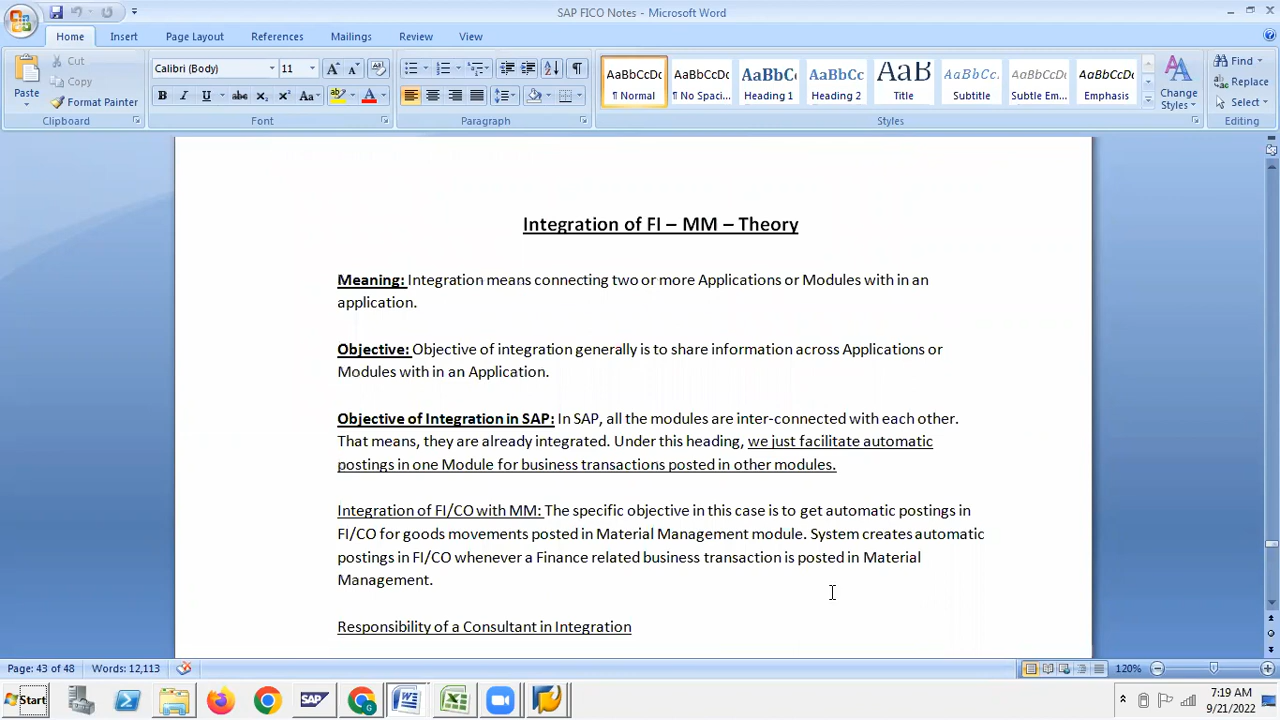 SAP FICO Notes - Microsoft Word
Home Insert Page Layout References Mailings Review View
Paste Cut Copy Format Painter Clipboard
Calibri (Body) 11
Font
Paragraph
AaBbCcDc AaBbCcDc AaBbC AaBbCc AaB AaBbCc. AaBbCcDc AaBbCcDc
¶ Normal ¶ No Spaci... Heading 1 Heading 2 Title Subtitle Subtle Em... Emphasis
Change Styles
Styles
Find
Replace
Select
Editing
Integration of FI – MM – Theory
Meaning: Integration means connecting two or more Applications or Modules with in an
application.
Objective: Objective of integration generally is to share information across Applications or
Modules with in an Application.
Objective of Integration in SAP: In SAP, all the modules are inter-connected with each other.
That means, they are already integrated. Under this heading, we just facilitate automatic
postings in one Module for business transactions posted in other modules.
Integration of FI/CO with MM: The specific objective in this case is to get automatic postings in
FI/CO for goods movements posted in Material Management module. System creates automatic
postings in FI/CO whenever a Finance related business transaction is posted in Material
Management.
Responsibility of a Consultant in Integration
Page: 43 of 48 Words: 12,113 120%
Start SAP 7:19 AM
9/21/2022